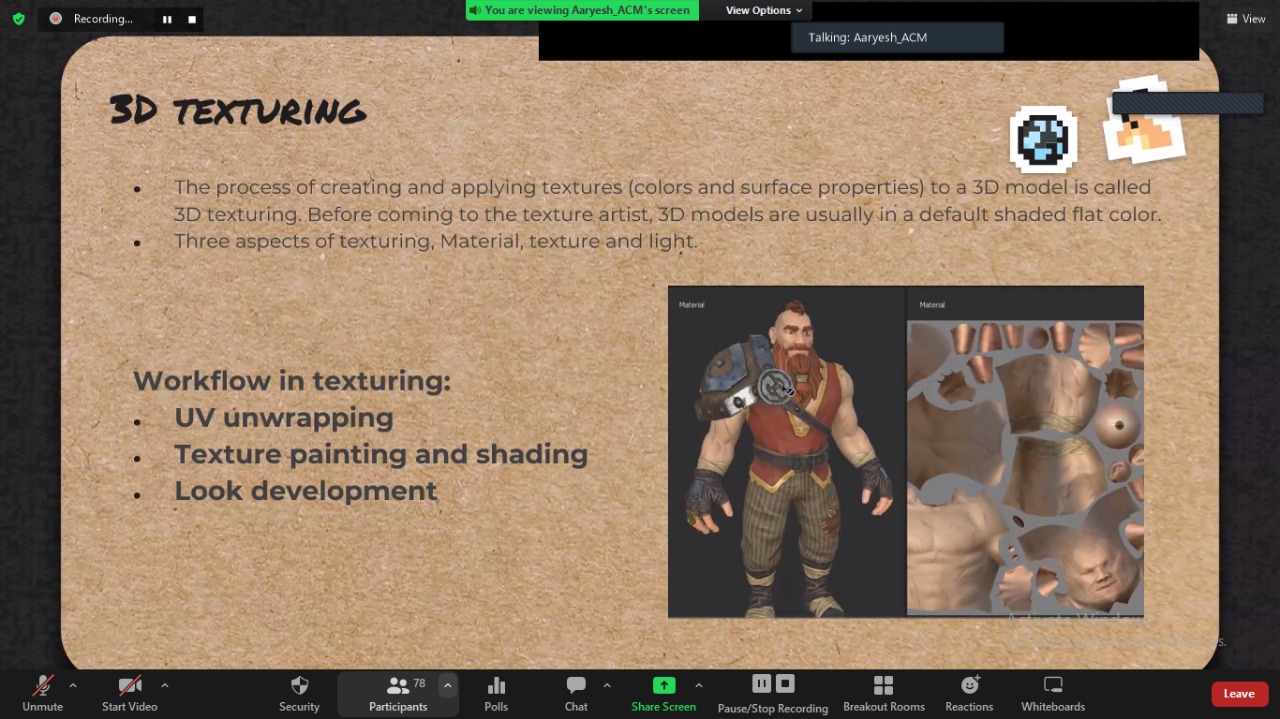 You are viewing Aaryesh_ACM's screen
View Options
Recording...
View
Talking: Aaryesh_ACM
3D TEXTURING
• The process of creating and applying textures (colors and surface properties) to a 3D model is called
3D texturing. Before coming to the texture artist, 3D models are usually in a default shaded flat color.
• Three aspects of texturing, Material, texture and light.
Material
Material
Workflow in texturing:
• UV unwrapping
• Texture painting and shading
• Look development
Activate Windows
Unmute
Start Video
Security
78
Participants
Polls
Chat
Share Screen
Pause/Stop Recording
Breakout Rooms
Reactions
Whiteboards
Leave